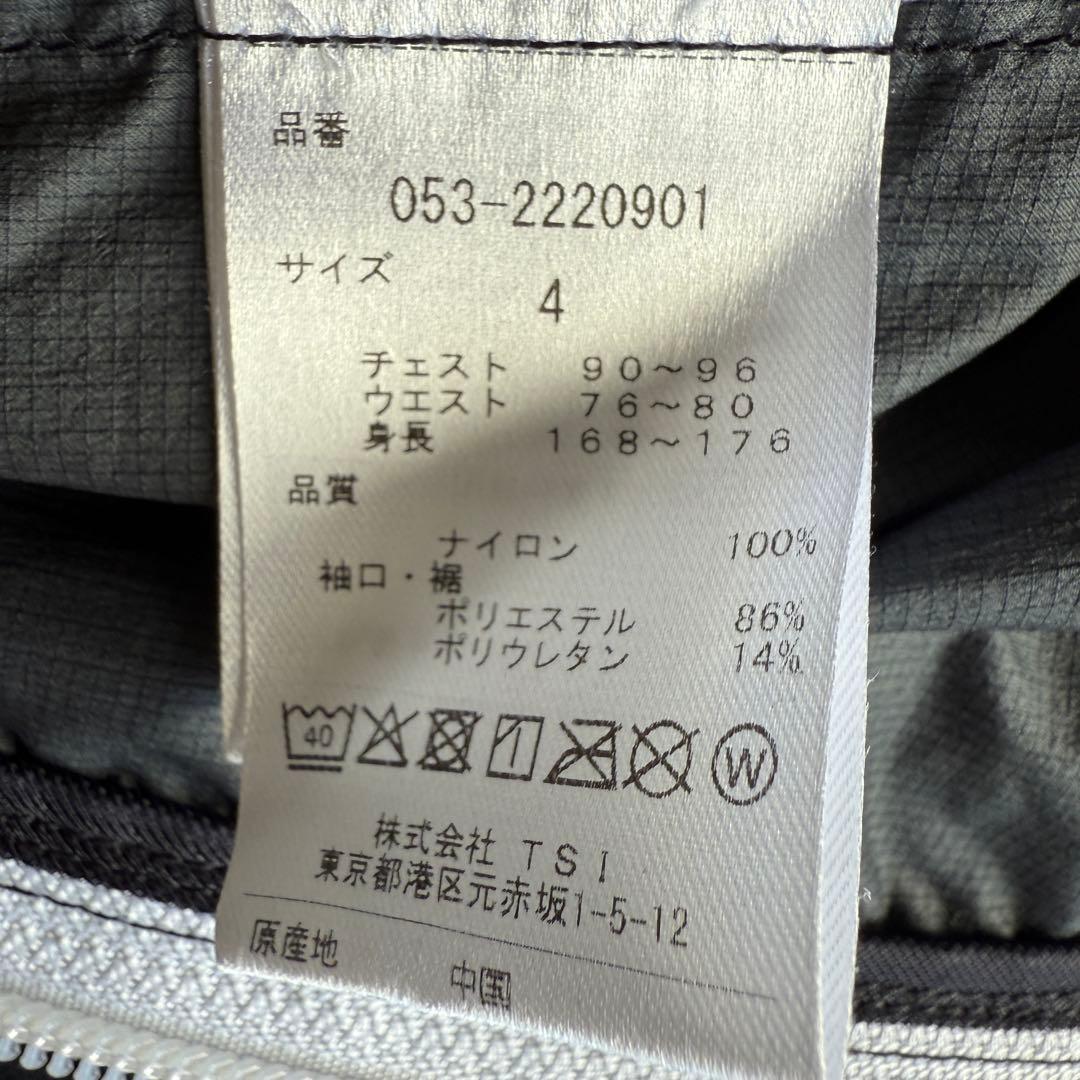 品番
053-2220901
サイズ
4
チェスト 90～96
ウエスト 76～80
身長 168～176
品質
ナイロン 100%
袖口・裾
ポリエステル 86%
ポリウレタン 14%
40
W
株式会社 TSI
東京都港区元赤坂1-5-12
原産地
中国